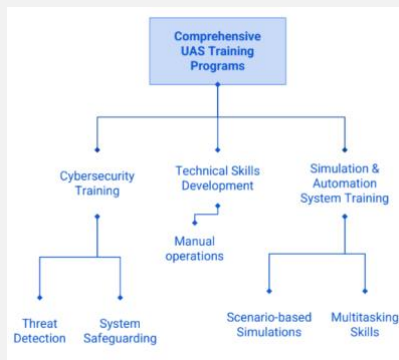 Comprehensive
UAS Training
Programs
Cybersecurity
Training
Technical Skills
Development
Simulation &
Automation
System Training
Manual
operations
Threat
Detection
System
Safeguarding
Scenario-based
Simulations
Multitasking
Skills